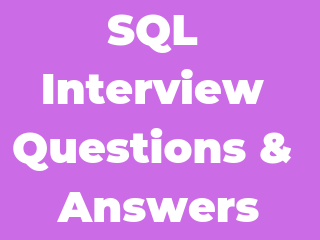 SQL
Interview
Questions &
Answers